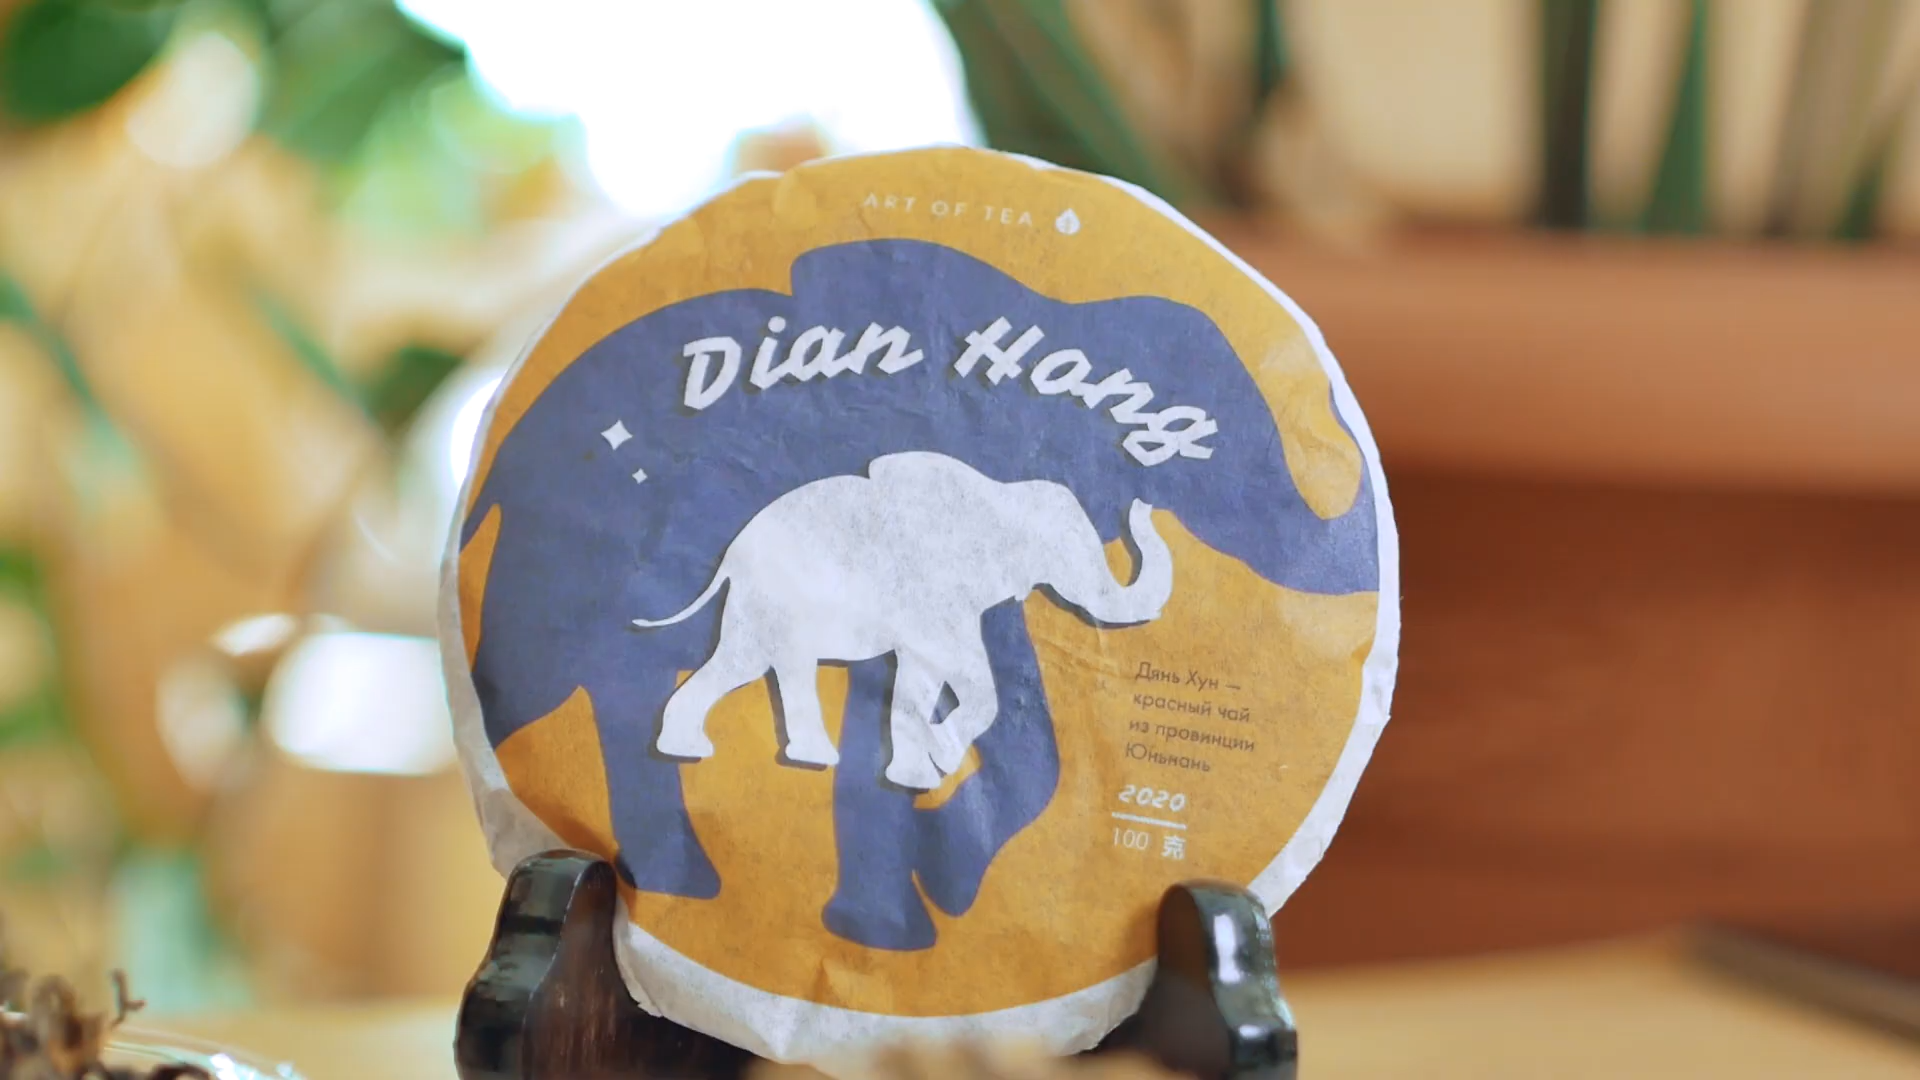 ART OF TEA
Dian Hong
Дянь Хун —
красный чай
из провинции
Юньнань
2020
100 克